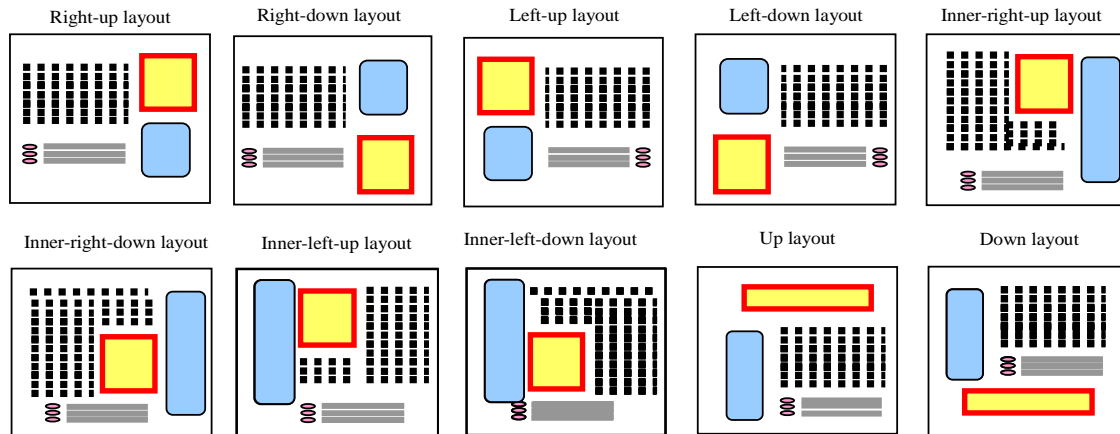 Right-up layout
Right-down layout
Left-up layout
Left-down layout
Inner-right-up layout
Inner-right-down layout
Inner-left-up layout
Inner-left-down layout
Up layout
Down layout